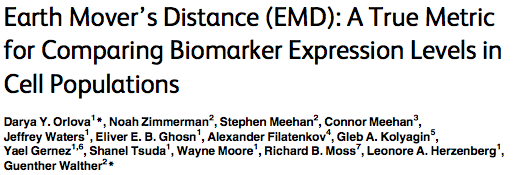 Earth Mover's Distance (EMD): A True Metric
for Comparing Biomarker Expression Levels in
Cell Populations
Darya Y. Orlova1*, Noah Zimmerman2, Stephen Meehan2, Connor Meehan3,
Jeffrey Waters1, Eliver E. B. Ghosn1, Alexander Filatenkov4, Gleb A. Kolyagin5,
Yael Gernez1,6, Shanel Tsuda1, Wayne Moore1, Richard B. Moss7, Leonore A. Herzenberg1,
Guenther Walther2*